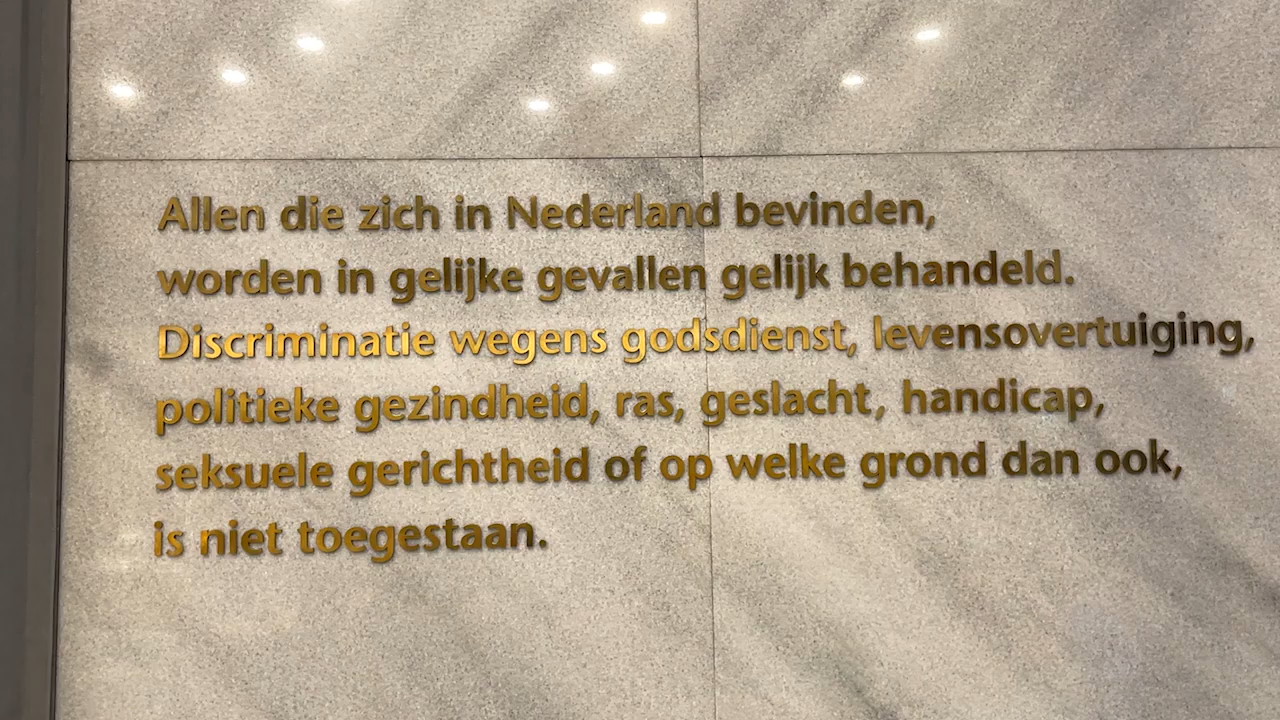 Allen die zich in Nederland bevinden,
worden in gelijke gevallen gelijk behandeld.
Discriminatie wegens godsdienst, levensovertuiging,
politieke gezindheid, ras, geslacht, handicap,
seksuele gerichtheid of op welke grond dan ook,
is niet toegestaan.